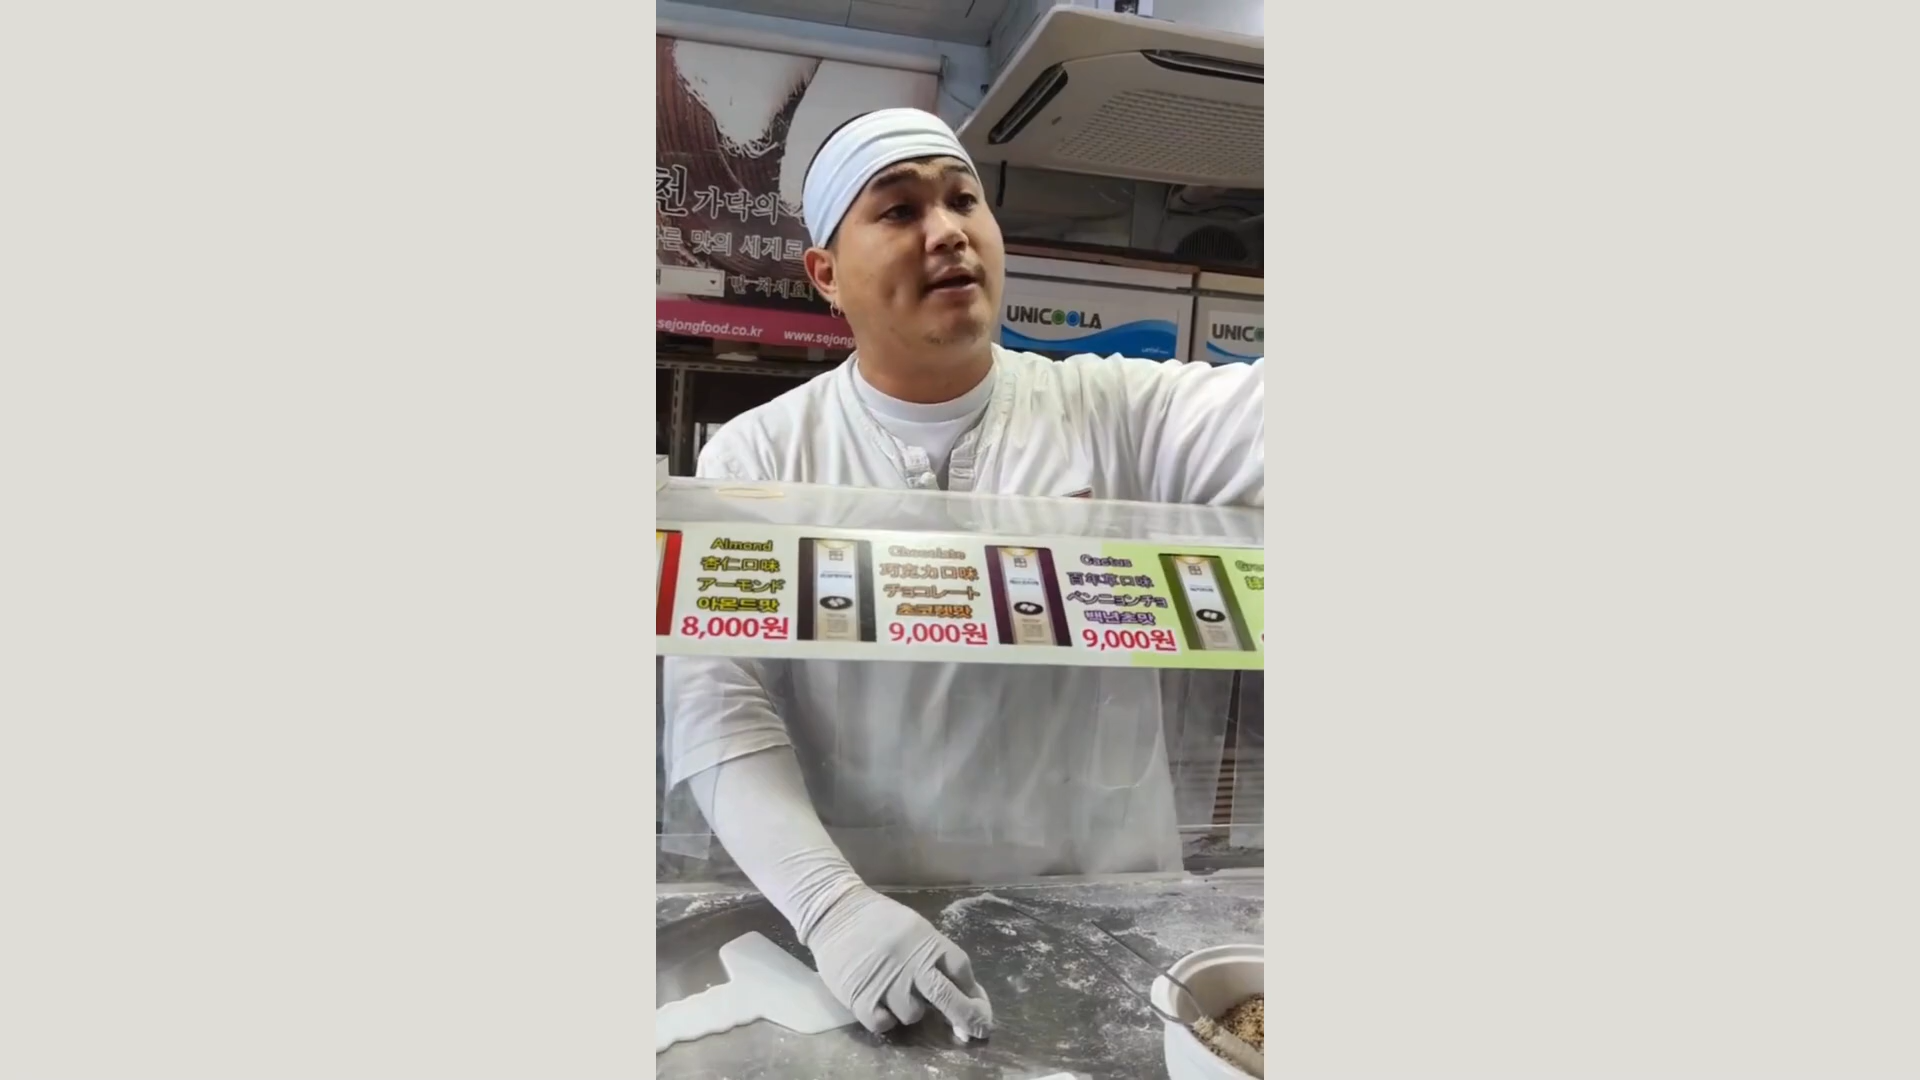 천 가닥의
른 맛의 세계로
sejongfood.co.kr www.sejong
UNICOOLA
UNICO
Almond
杏仁口味
アーモンド
아몬드맛
8,000원
Chocolate
巧克力口味
チョコレート
초코렛맛
9,000원
Cactus
百年草口味
ペンニョンチョ
백년초맛
9,000원
Gre